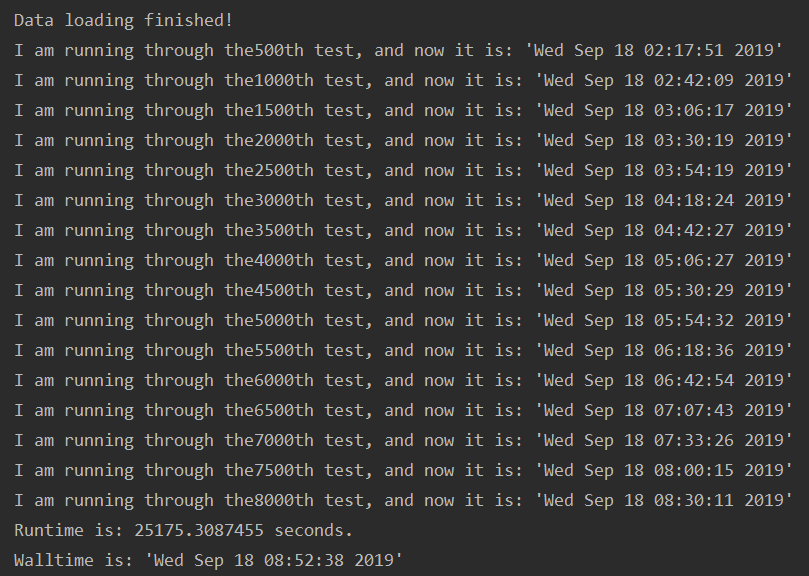 Data loading finished!
I am running through the500th test, and now it is: 'Wed Sep 18 02:17:51 2019'
I am running through the1000th test, and now it is: 'Wed Sep 18 02:42:09 2019'
I am running through the1500th test, and now it is: 'Wed Sep 18 03:06:17 2019'
I am running through the2000th test, and now it is: 'Wed Sep 18 03:30:19 2019'
I am running through the2500th test, and now it is: 'Wed Sep 18 03:54:19 2019'
I am running through the3000th test, and now it is: 'Wed Sep 18 04:18:24 2019'
I am running through the3500th test, and now it is: 'Wed Sep 18 04:42:27 2019'
I am running through the4000th test, and now it is: 'Wed Sep 18 05:06:27 2019'
I am running through the4500th test, and now it is: 'Wed Sep 18 05:30:29 2019'
I am running through the5000th test, and now it is: 'Wed Sep 18 05:54:32 2019'
I am running through the5500th test, and now it is: 'Wed Sep 18 06:18:36 2019'
I am running through the6000th test, and now it is: 'Wed Sep 18 06:42:54 2019'
I am running through the6500th test, and now it is: 'Wed Sep 18 07:07:43 2019'
I am running through the7000th test, and now it is: 'Wed Sep 18 07:33:26 2019'
I am running through the7500th test, and now it is: 'Wed Sep 18 08:00:15 2019'
I am running through the8000th test, and now it is: 'Wed Sep 18 08:30:11 2019'
Runtime is: 25175.3087455 seconds.
Walltime is: 'Wed Sep 18 08:52:38 2019'